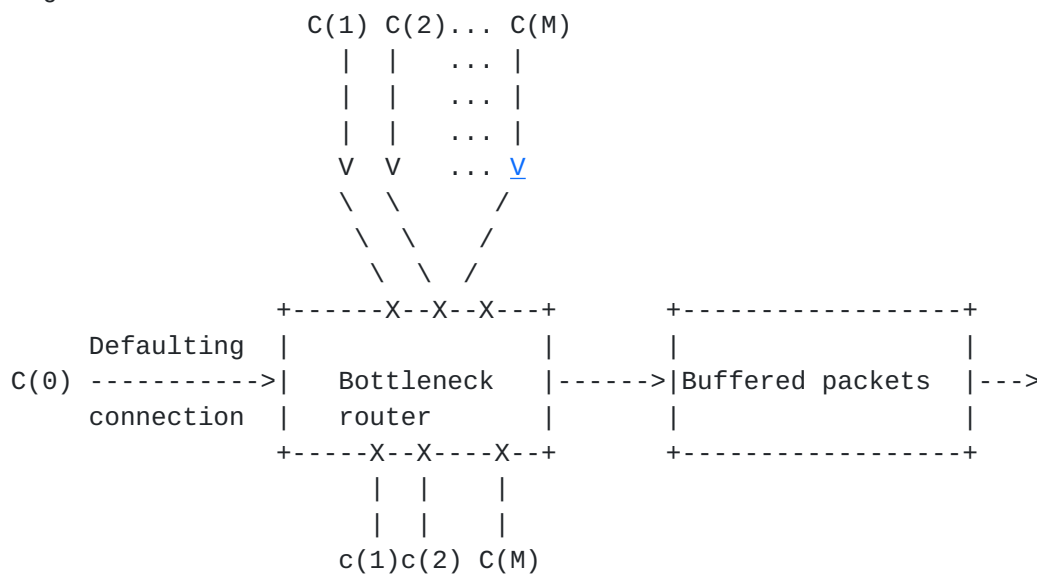 C(1) C(2)... C(M)
| | ... |
| | ... |
| | ... |
V V ... V
\ \ /
\ \ /
\ \ /
+------X--X--X---+ +------------------+
Defaulting | | | |
C(0) ----------->| Bottleneck |------>|Buffered packets |--->
connection | router | | |
+-----X--X----X--+ +------------------+
| | |
| | |
c(1)c(2) C(M)